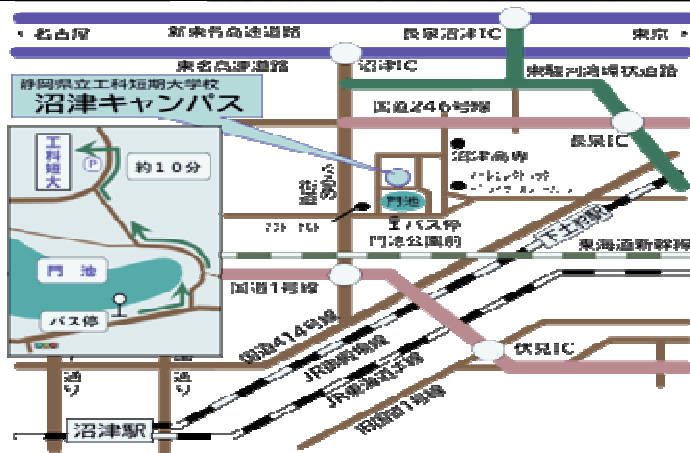 名古屋
新東名高速道路
長泉沼津IC
東京
東名高速道路
沼津IC
東駿河湾環状道路
静岡県立工科短期大学校
沼津キャンパス
国道246号線
長泉IC
工科短大
P
約10分
沼津高専
門池
バス停
門池公園前
下土狩駅
東海道新幹線
門池
バス停
国道1号線
国道414号線
JR御殿場線
JR東海道本線
旧国道1号線
伏見IC
通り
通り
沼津駅